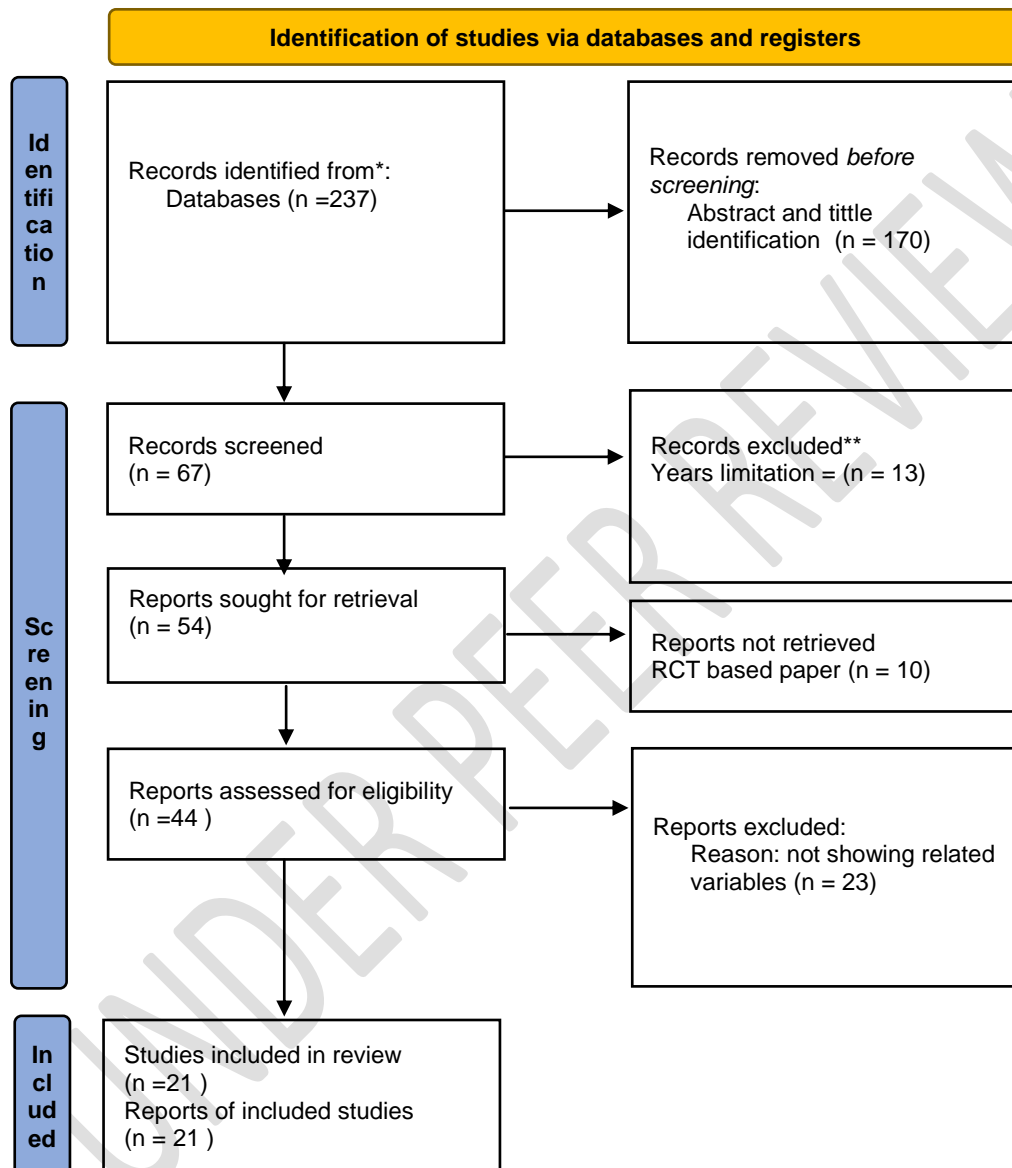 Identification of studies via databases and registers
Id
en
tifi
ca
tio
n
Records identified from*:
Databases (n =237)
Records removed before
screening:
Abstract and tittle
identification (n = 170)
Sc
re
en
in
g
Records screened
(n = 67)
Records excluded**
Years limitation = (n = 13)
Reports sought for retrieval
(n = 54)
Reports not retrieved
RCT based paper (n = 10)
Reports assessed for eligibility
(n =44 )
Reports excluded:
Reason: not showing related
variables (n = 23)
In
cl
ud
ed
Studies included in review
(n =21 )
Reports of included studies
(n = 21 )
UNDER PEER REVIEW